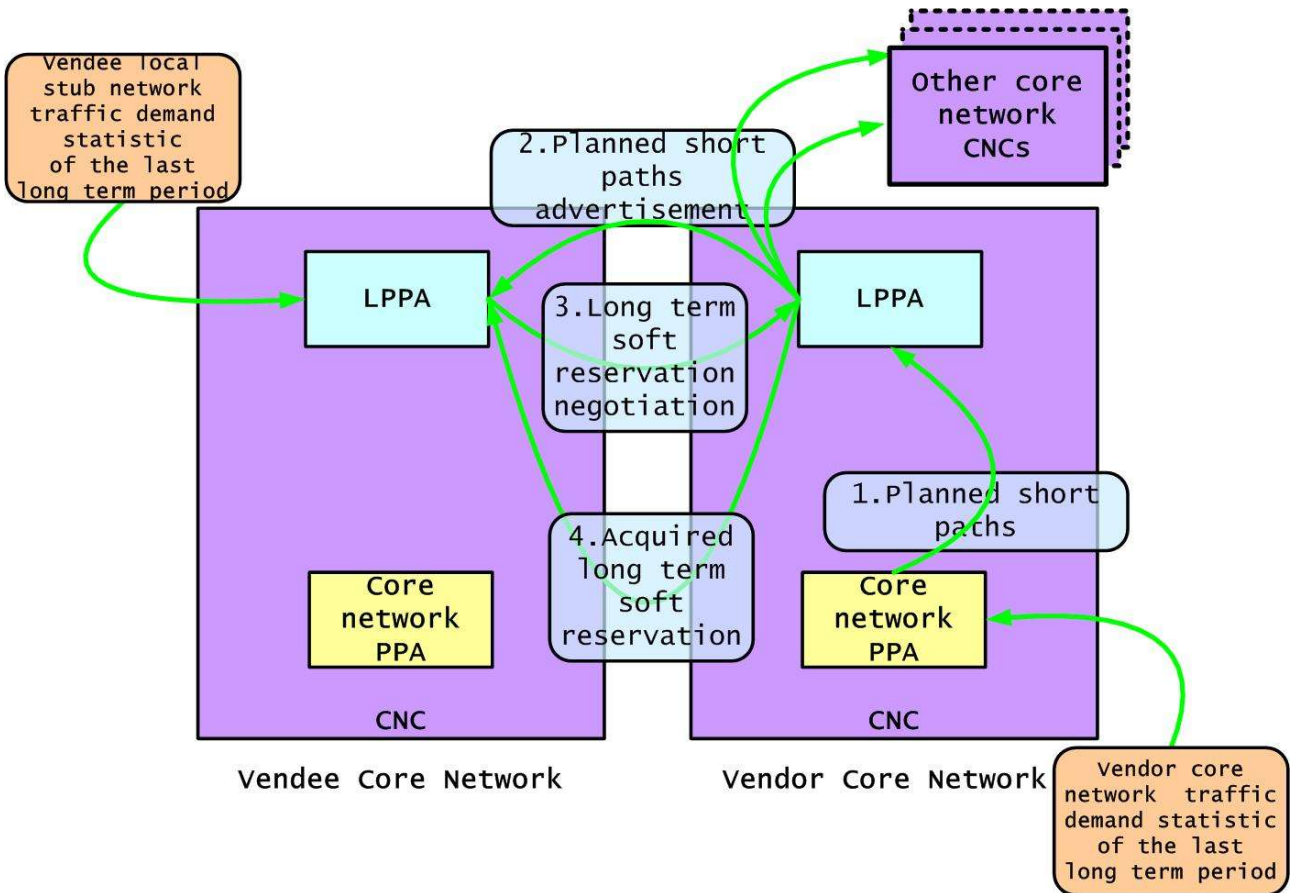 Vendee local
stub network
traffic demand
statistic
of the last
long term period
Other core
network
CNCs
2.Planned short
paths
advertisement
LPPA
LPPA
3.Long term
soft
reservation
negotiation
1.Planned short
paths
4.Acquired
long term
soft
reservation
Core
network
PPA
Core
network
PPA
CNC
CNC
Vendee Core Network
Vendor Core Network
Vendor core
network traffic
demand statistic
of the last
long term period